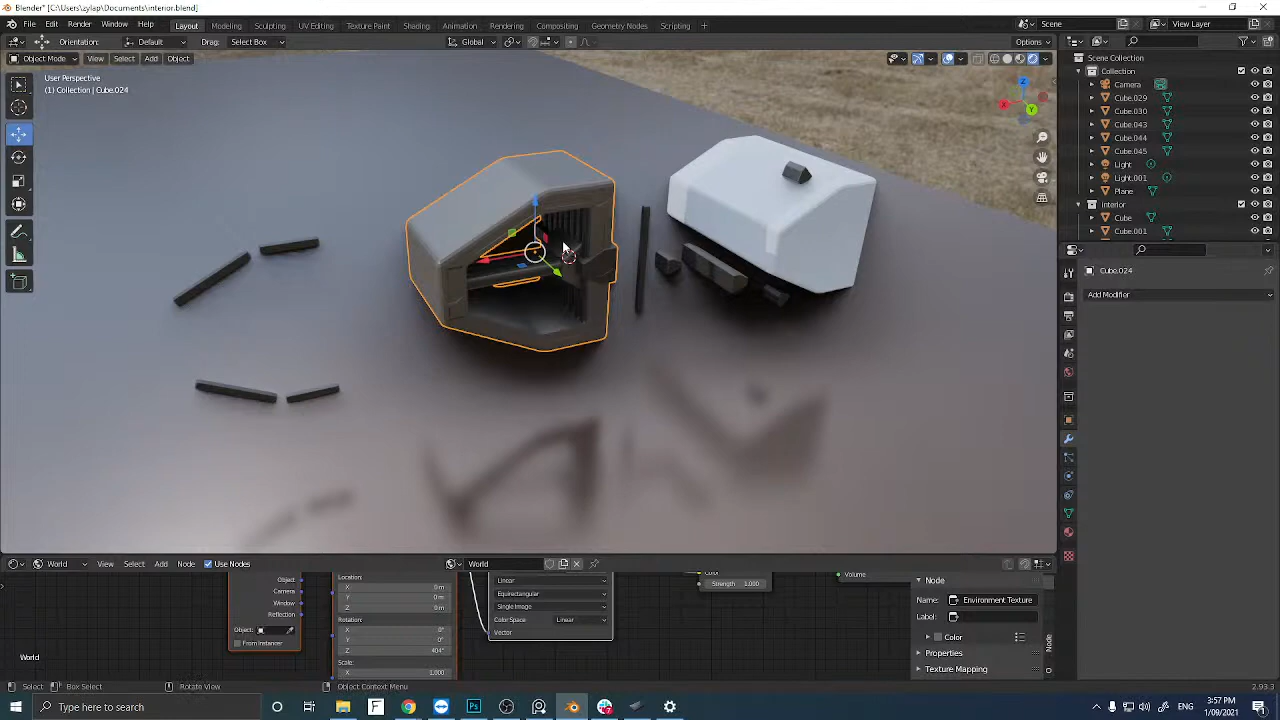 Blender* [C:\Users\zylap\Documents\interior.blend]
File Edit Render Window Help Layout Modeling Sculpting UV Editing Texture Paint Shading Animation Rendering Compositing Geometry Nodes Scripting + Scene View Layer
Orientation: Default Drag: Select Box Global Options
Object Mode View Select Add Object
User Perspective
(1) Collection | Cube.024
X
Y
Z
Scene Collection
Collection
Camera
Cube.029
Cube.030
Cube.043
Cube.044
Cube.045
Light
Light.001
Plane
Interior
Cube
Cube.001
Cube.024
Add Modifier
World View Select Add Node Use Nodes World
Object
Camera
Window
Reflection
Object:
From Instancer
Location:
X 0 m
Y 0 m
Z 0 m
Rotation:
X 0°
Y 0°
Z 404°
Scale:
X 1.000
Linear
Equirectangular
Single Image
Color Space Linear
Vector
Color
Strength 1.000
Volume
Node
Name: Environment Texture
Label:
Color
Properties
Texture Mapping
Node
World
Select Box Select Rotate View Object Context Menu 2.93.3
Type here to search
3:57 PM
1/09/2021